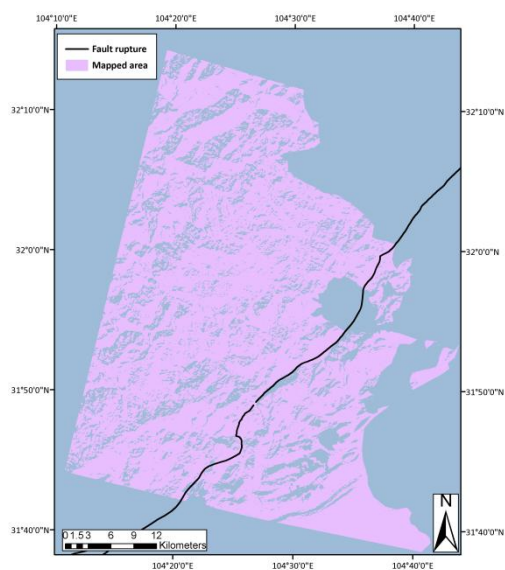 104°10'0"E 104°20'0"E 104°30'0"E 104°40'0"E
Fault rupture
Mapped area
32°10'0"N 32°10'0"N
32°0'0"N 32°0'0"N
31°50'0"N 31°50'0"N
31°40'0"N 31°40'0"N
N
0 1.5 3 6 9 12
Kilometers
104°20'0"E 104°30'0"E 104°40'0"E